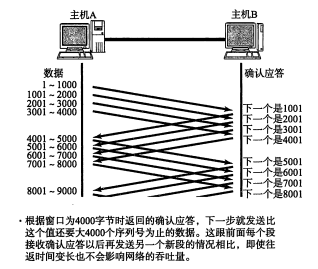 主机A
主机B
数据
确认应答
1 ~ 1000
1001 ~ 2000
2001 ~ 3000
3001 ~ 4000
下一个是1001
下一个是2001
下一个是3001
下一个是4001
4001 ~ 5000
5001 ~ 6000
6001 ~ 7000
7001 ~ 8000
下一个是5001
下一个是6001
下一个是7001
下一个是8001
8001 ~ 9000
·根据窗口为4000字节时返回的确认应答，下一步就发送比
这个值还要大4000个序列号为止的数据。这跟前面每个段
接收确认应答以后再发送另一个新段的情况相比，即使往
返时间变长也不会影响网络的吞吐量。